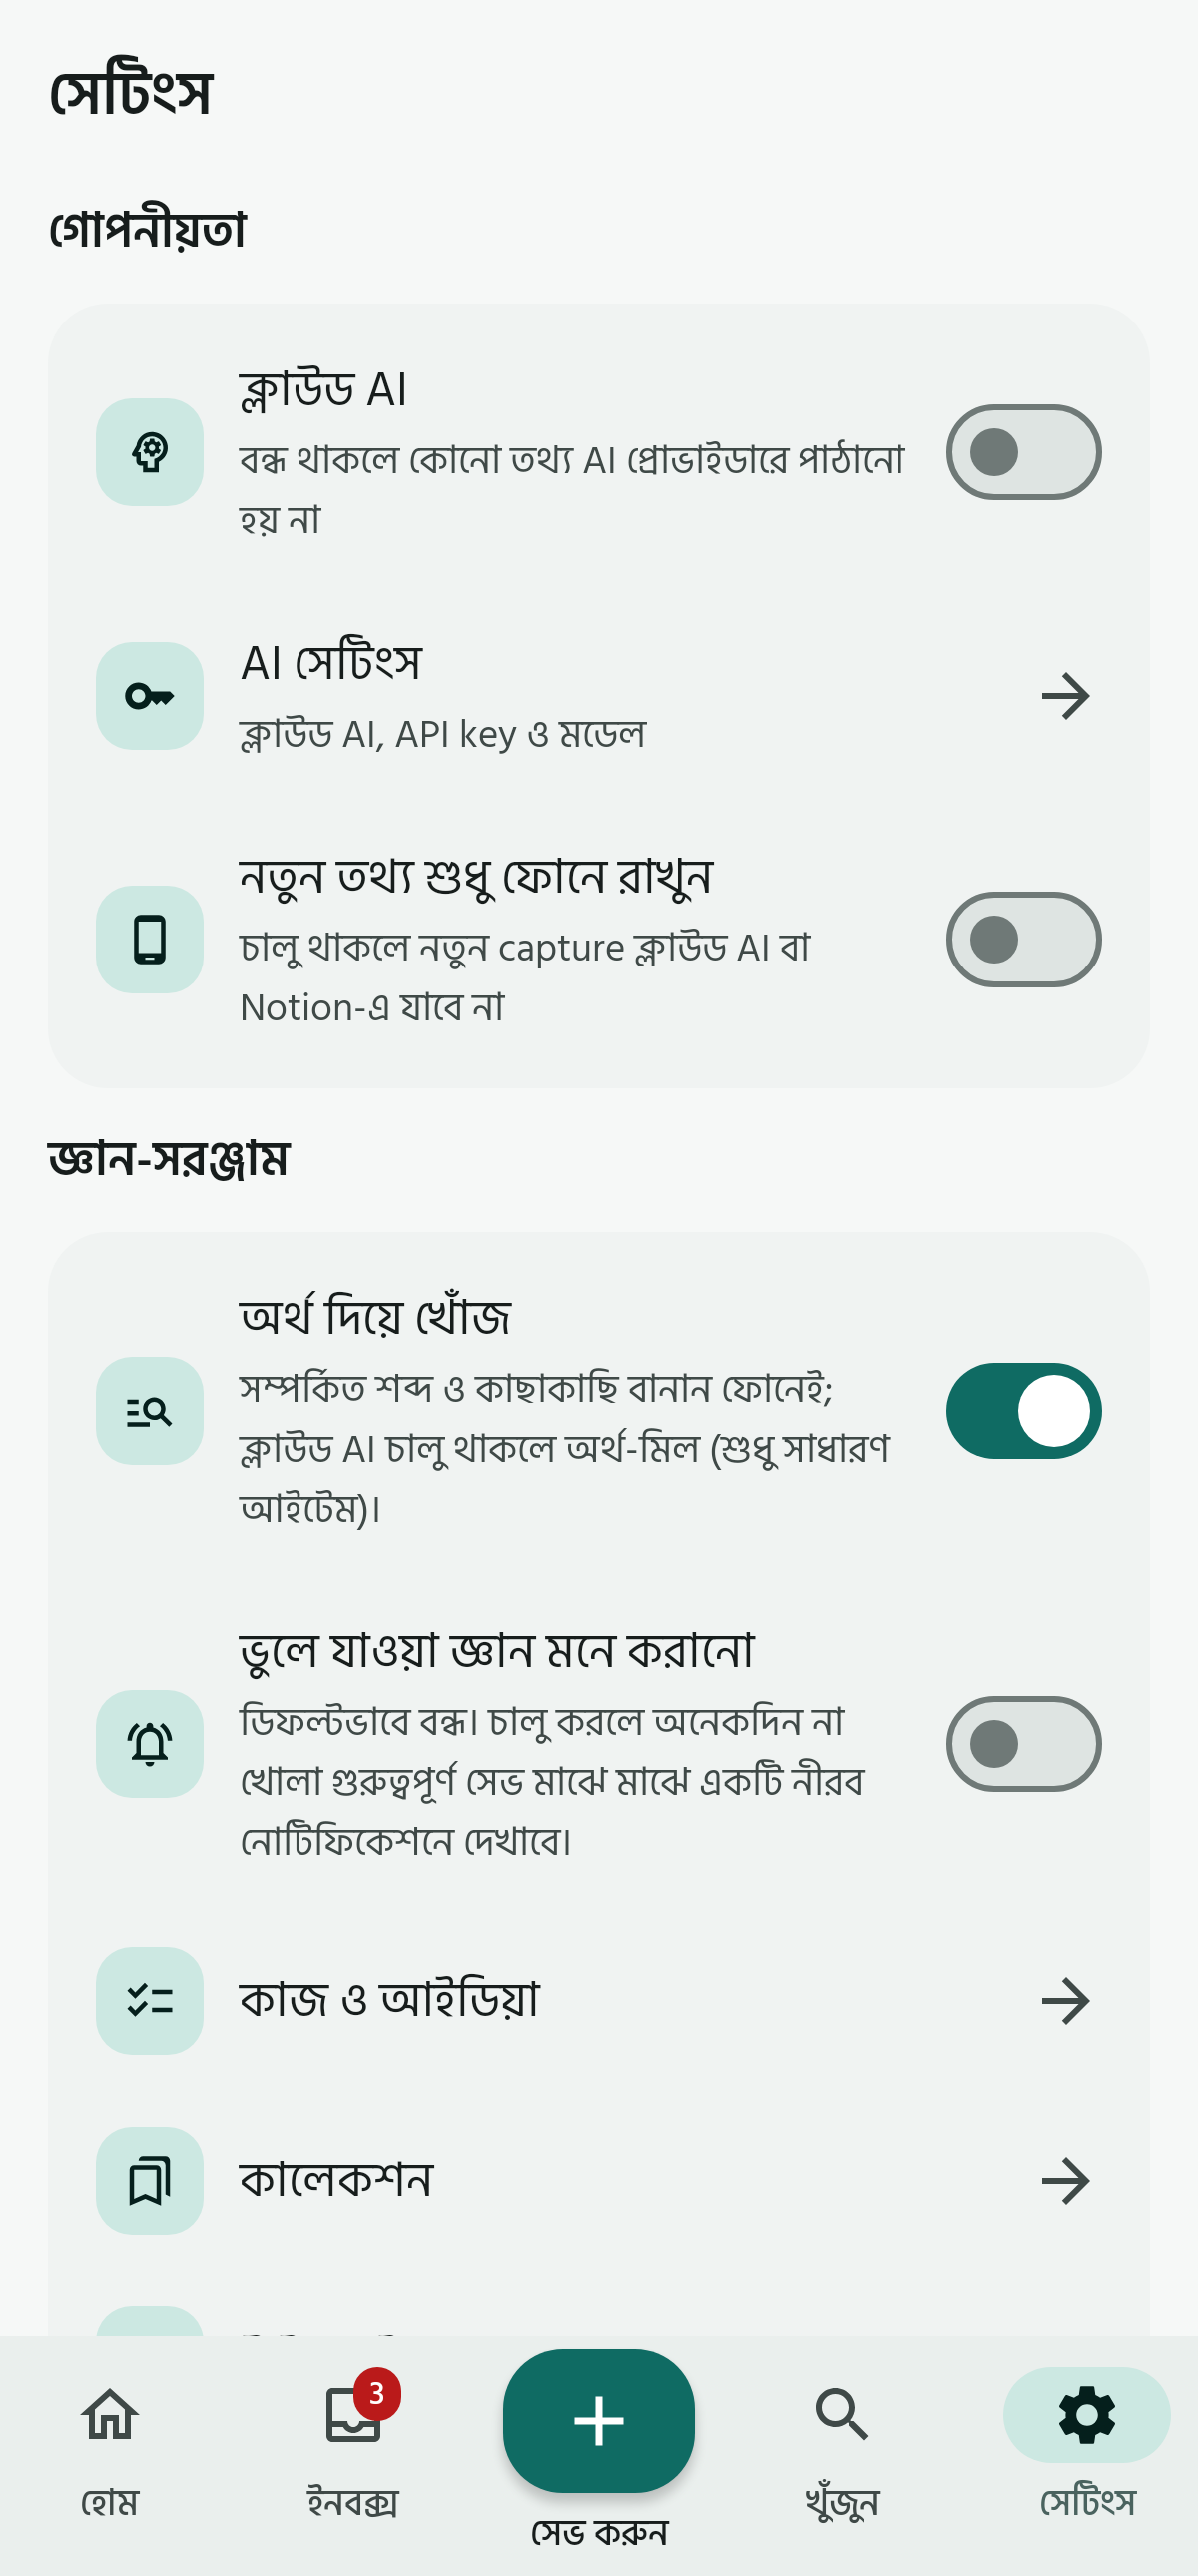 সেটিংস
গোপনীয়তা
ক্লাউড AI
বন্ধ থাকলে কোনো তথ্য AI প্রোভাইডারে পাঠানো
হয় না
AI সেটিংস
ক্লাউড AI, API key ও মডেল
নতুন তথ্য শুধু ফোনে রাখুন
চালু থাকলে নতুন capture ক্লাউড AI বা
Notion-এ যাবে না
জ্ঞান-সরঞ্জাম
অর্থ দিয়ে খোঁজ
সম্পর্কিত শব্দ ও কাছাকাছি বানান ফোনেই;
ক্লাউড AI চালু থাকলে অর্থ-মিল (শুধু সাধারণ
আইটেম)।
ভুলে যাওয়া জ্ঞান মনে করানো
ডিফল্টভাবে বন্ধ। চালু করলে অনেকদিন না
খোলা গুরুত্বপূর্ণ সেভ মাঝে মাঝে একটি নীরব
নোটিফিকেশনে দেখাবে।
কাজ ও আইডিয়া
কালেকশন
3
হোম
ইনবক্স
সেভ করুন
খুঁজুন
সেটিংস